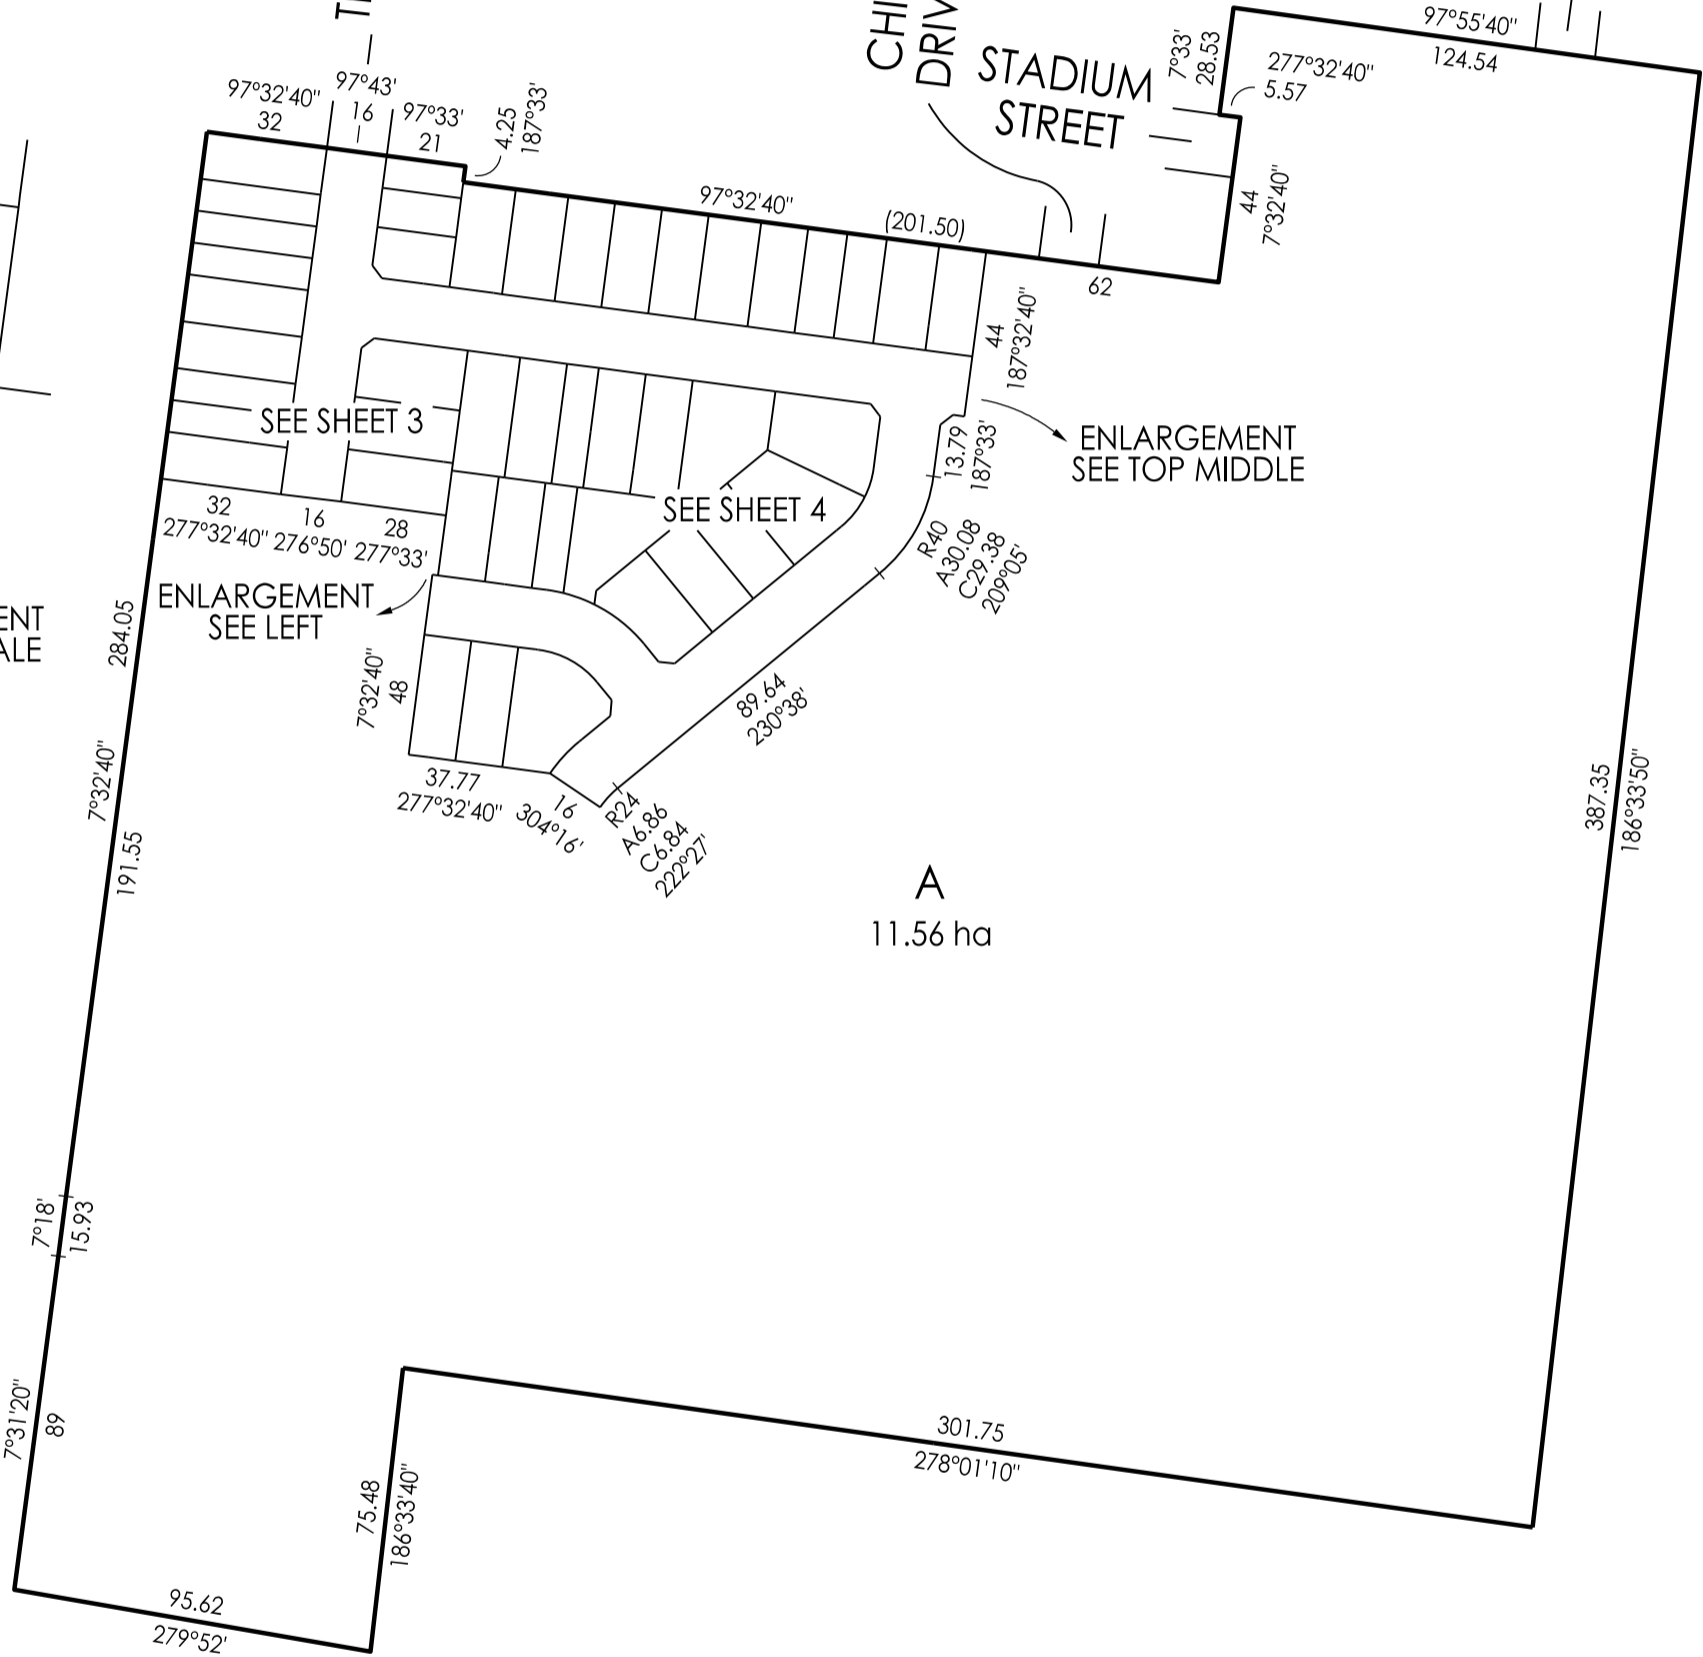 CHI
DRIV
STADIUM
STREET
7°33'
28.53
277°32'40"
5.57
97°55'40"
124.54
97°32'40"
32
97°43'
16
97°33'
21
4.25
187°33'
97°32'40"
(201.50)
62
44
7°32'40"
44
187°32'40"
SEE SHEET 3
ENLARGEMENT
SEE TOP MIDDLE
13.79
187°33'
SEE SHEET 4
32
277°32'40"
16
276°50'
28
277°33'
R40
A30.08
C29.38
209°05'
ENLARGEMENT
SEE LEFT
ENT
ALE
284.05
7°32'40"
48
89.64
230°38'
37.77
277°32'40"
16
304°16'
R24
A6.86
C6.84
222°27'
7°32'40"
191.55
387.35
186°33'50"
A
11.56 ha
7°18'
15.93
7°31'20"
89
301.75
278°01'10"
75.48
186°33'40"
95.62
279°52'